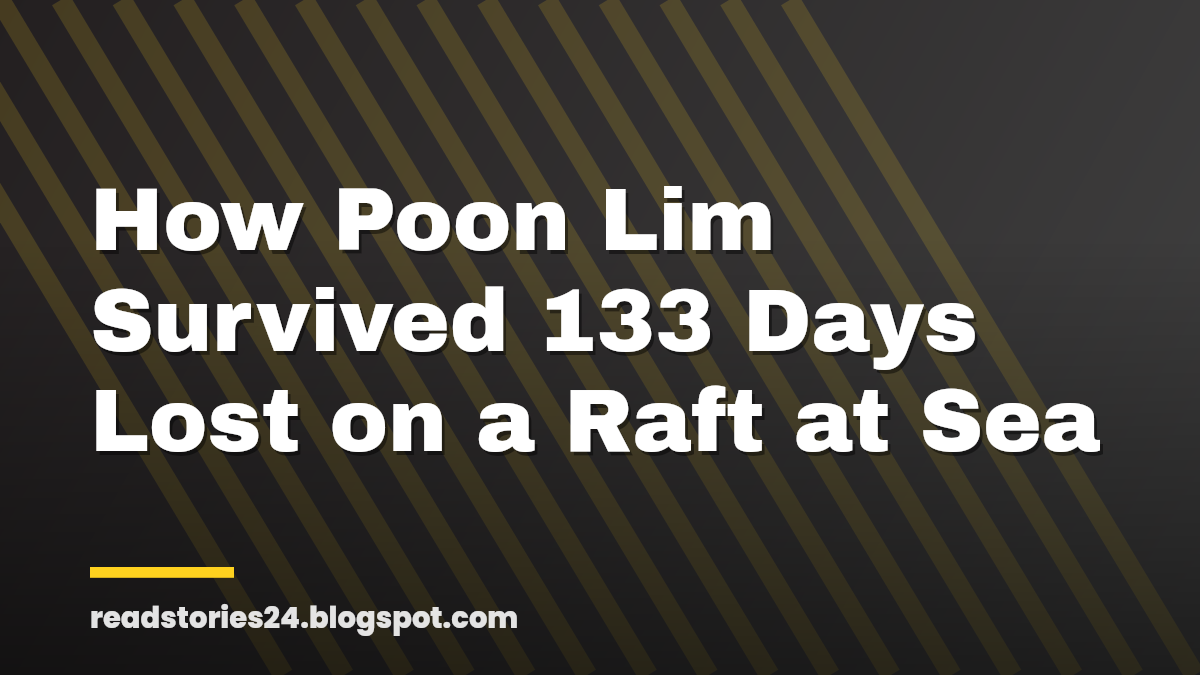 How Poon Lim
Survived 133 Days
Lost on a Raft at Sea
readstories24.blogspot.com